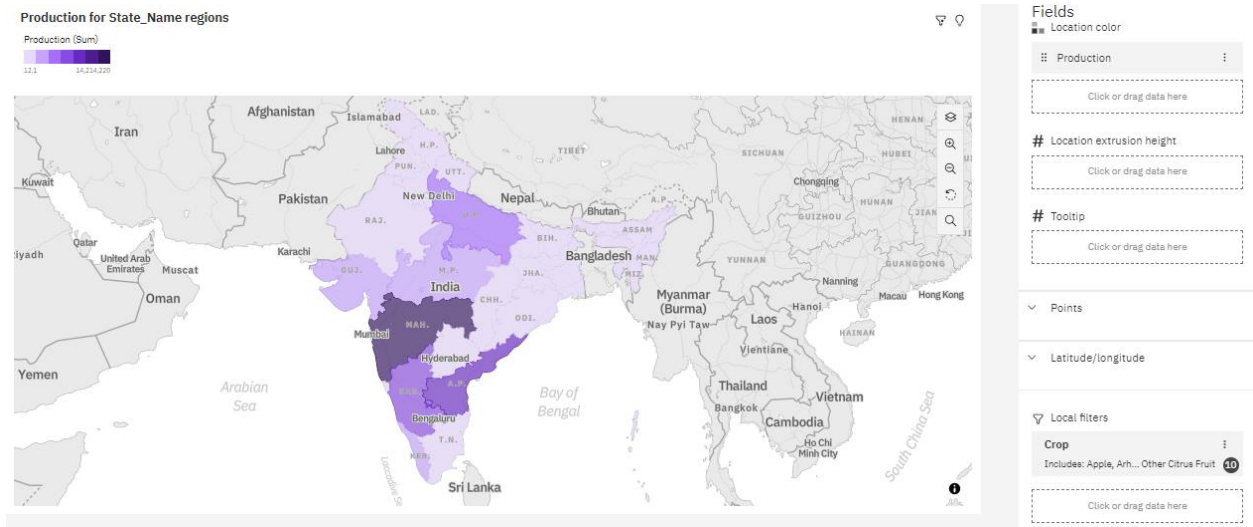 Production for State_Name regions
Production (Sum)
12.1 14,214,220
Afghanistan
Islamabad
LAD.
HENAN
Iran
Lahore
H.P.
TIBET
SICHUAN
HUBEI
PUN.
UTT.
Kuwait
Chongqing
Pakistan
New Delhi
Nepal
A.P.
HUNAN
Bhutan
GUIZHOU
JIAN
RAJ.
ASSAM
Qatar
Karachi
BIH.
iyadh
United Arab
Emirates
Muscat
Bangladesh
MAN.
YUNNAN
GUANGDONG
GUJ.
M.P.
JHA.
MIZ.
Nanning
India
Oman
CHH.
Myanmar
(Burma)
Hanoi
Macau
Hong Kong
MAH.
ODI.
Nay Pyi Taw
Laos
Mumbai
HAINAN
Hyderabad
Vientiane
Yemen
Arabian
Sea
KAR.
A.P.
Bay of
Bengal
Thailand
Vietnam
Bangkok
Bengaluru
Cambodia
T.N.
Ho Chi
Minh City
KER.
South China Sea
Laccadive Se
Sri Lanka
Fields
Location color
Production
Click or drag data here
# Location extrusion height
Click or drag data here
# Tooltip
Click or drag data here
Points
Latitude/longitude
Local filters
Crop
Includes: Apple, Arh... Other Citrus Fruit 10
Click or drag data here